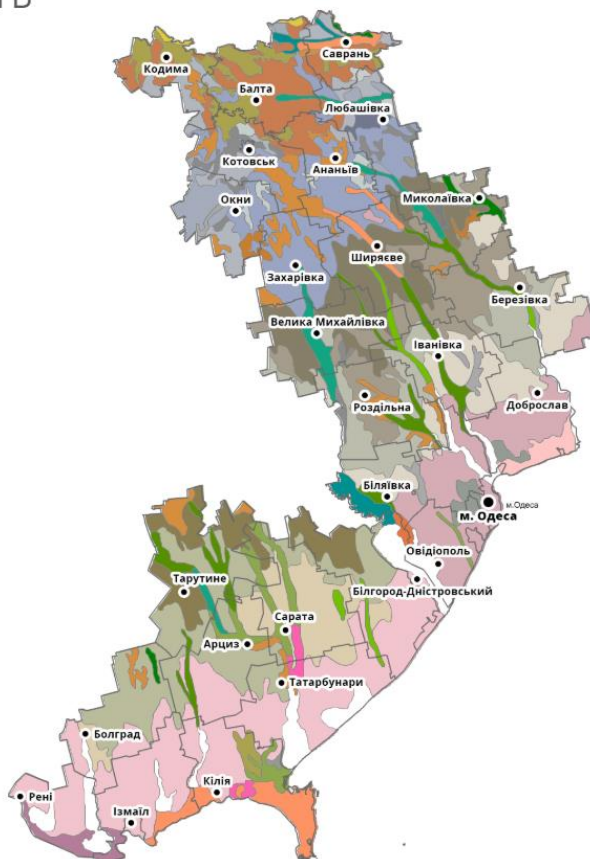 Саврань
Кодима
Балта
Любашівка
Котовськ
Ананьїв
Окни
Миколаївка
Ширяєве
Захарівка
Березівка
Велика Михайлівка
Іванівка
Роздільна
Доброслав
Біляївка
м.Одеса
м. Одеса
Овідіополь
Білгород-Дністровський
Тарутине
Сарата
Арциз
Татарбунари
Болград
Кілія
Рені
Ізмаїл